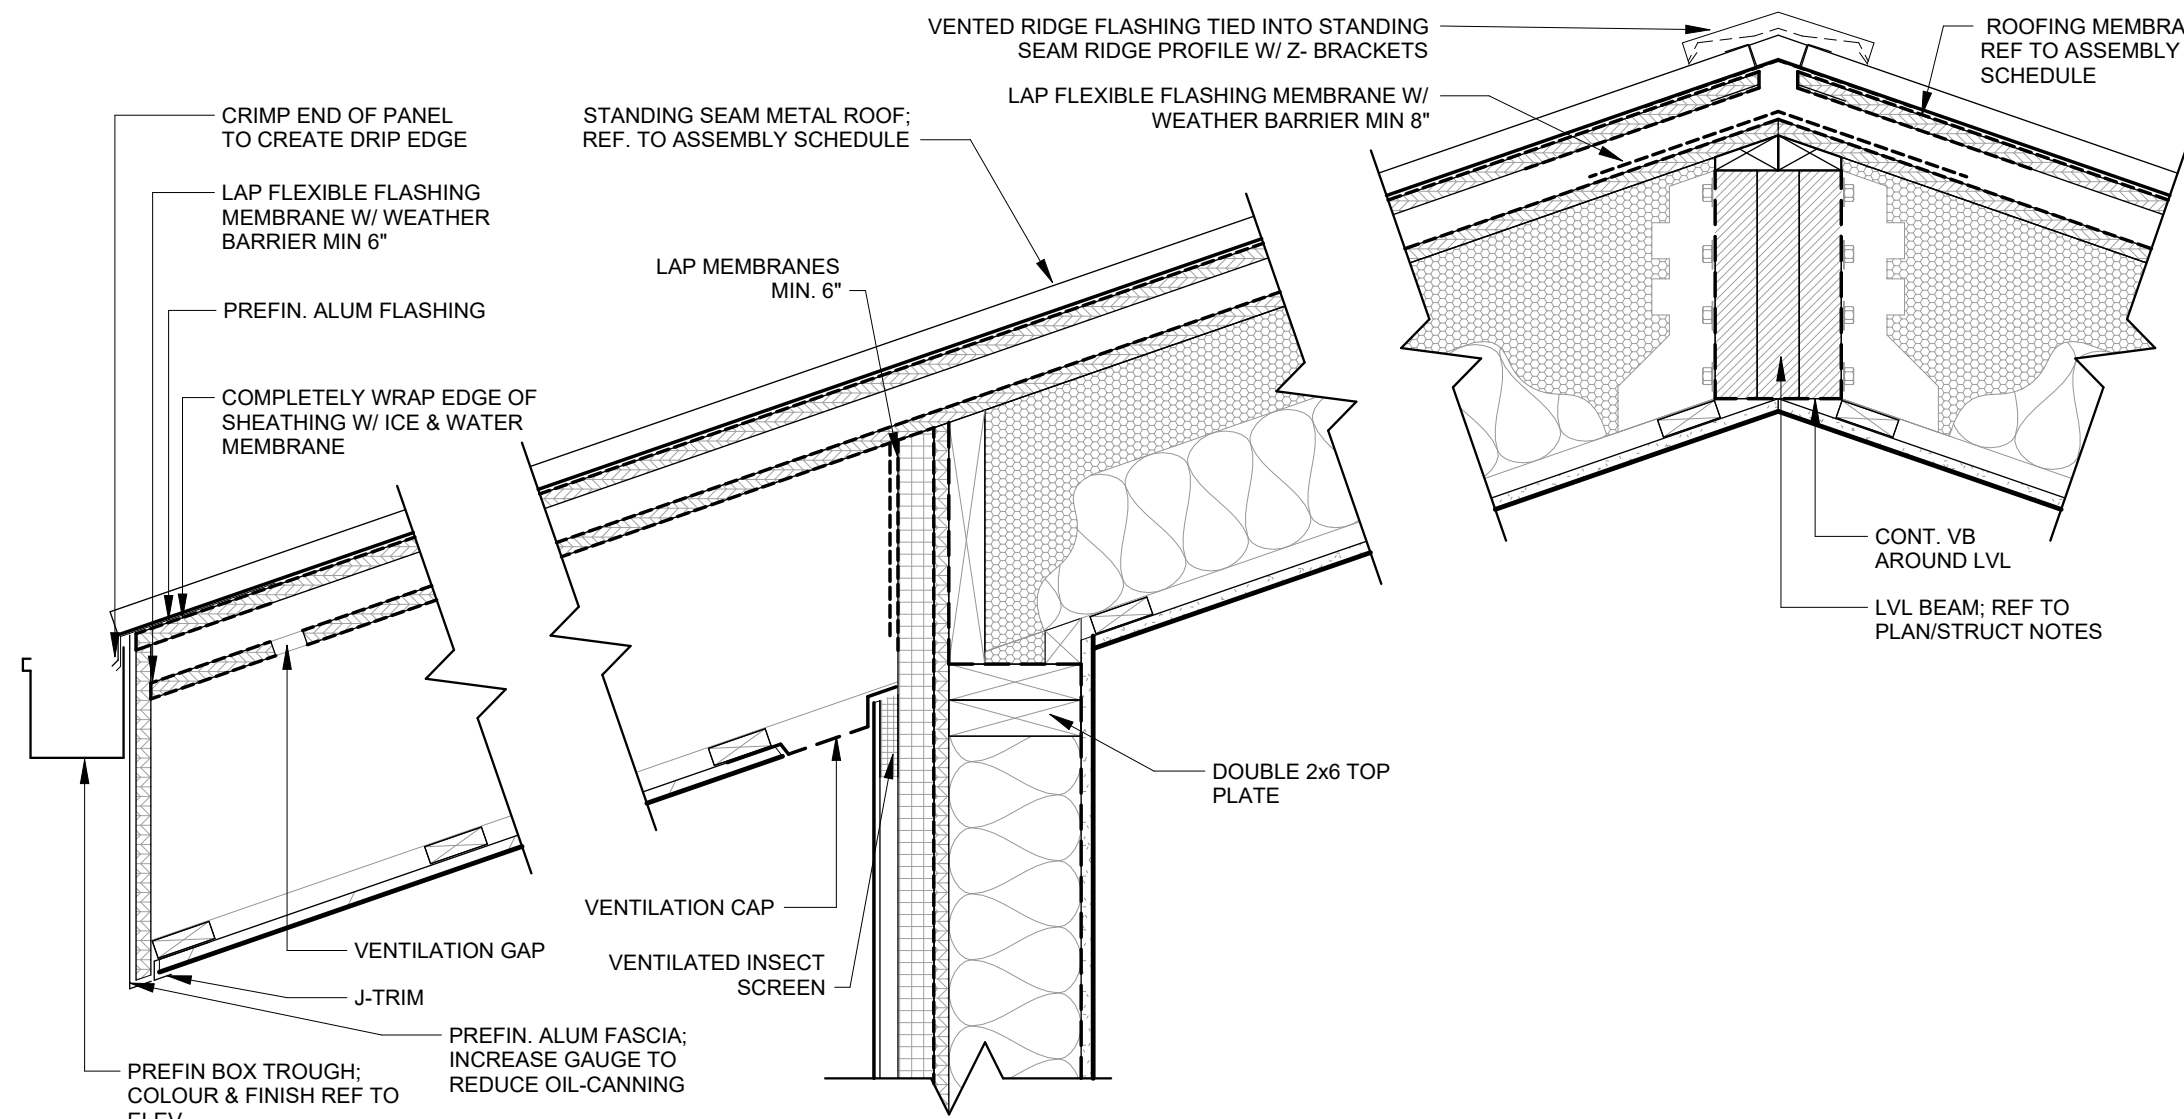 VENTED RIDGE FLASHING TIED INTO STANDING
SEAM RIDGE PROFILE W/ Z- BRACKETS
ROOFING MEMBRA
REF TO ASSEMBLY
SCHEDULE
LAP FLEXIBLE FLASHING MEMBRANE W/
WEATHER BARRIER MIN 8"
CRIMP END OF PANEL
TO CREATE DRIP EDGE
STANDING SEAM METAL ROOF;
REF. TO ASSEMBLY SCHEDULE
LAP FLEXIBLE FLASHING
MEMBRANE W/ WEATHER
BARRIER MIN 6"
LAP MEMBRANES
MIN. 6"
PREFIN. ALUM FLASHING
COMPLETELY WRAP EDGE OF
SHEATHING W/ ICE & WATER
MEMBRANE
CONT. VB
AROUND LVL
LVL BEAM; REF TO
PLAN/STRUCT NOTES
DOUBLE 2x6 TOP
PLATE
VENTILATION CAP
VENTILATION GAP
VENTILATED INSECT
SCREEN
J-TRIM
PREFIN. ALUM FASCIA;
INCREASE GAUGE TO
REDUCE OIL-CANNING
PREFIN BOX TROUGH;
COLOUR & FINISH REF TO
ELEV